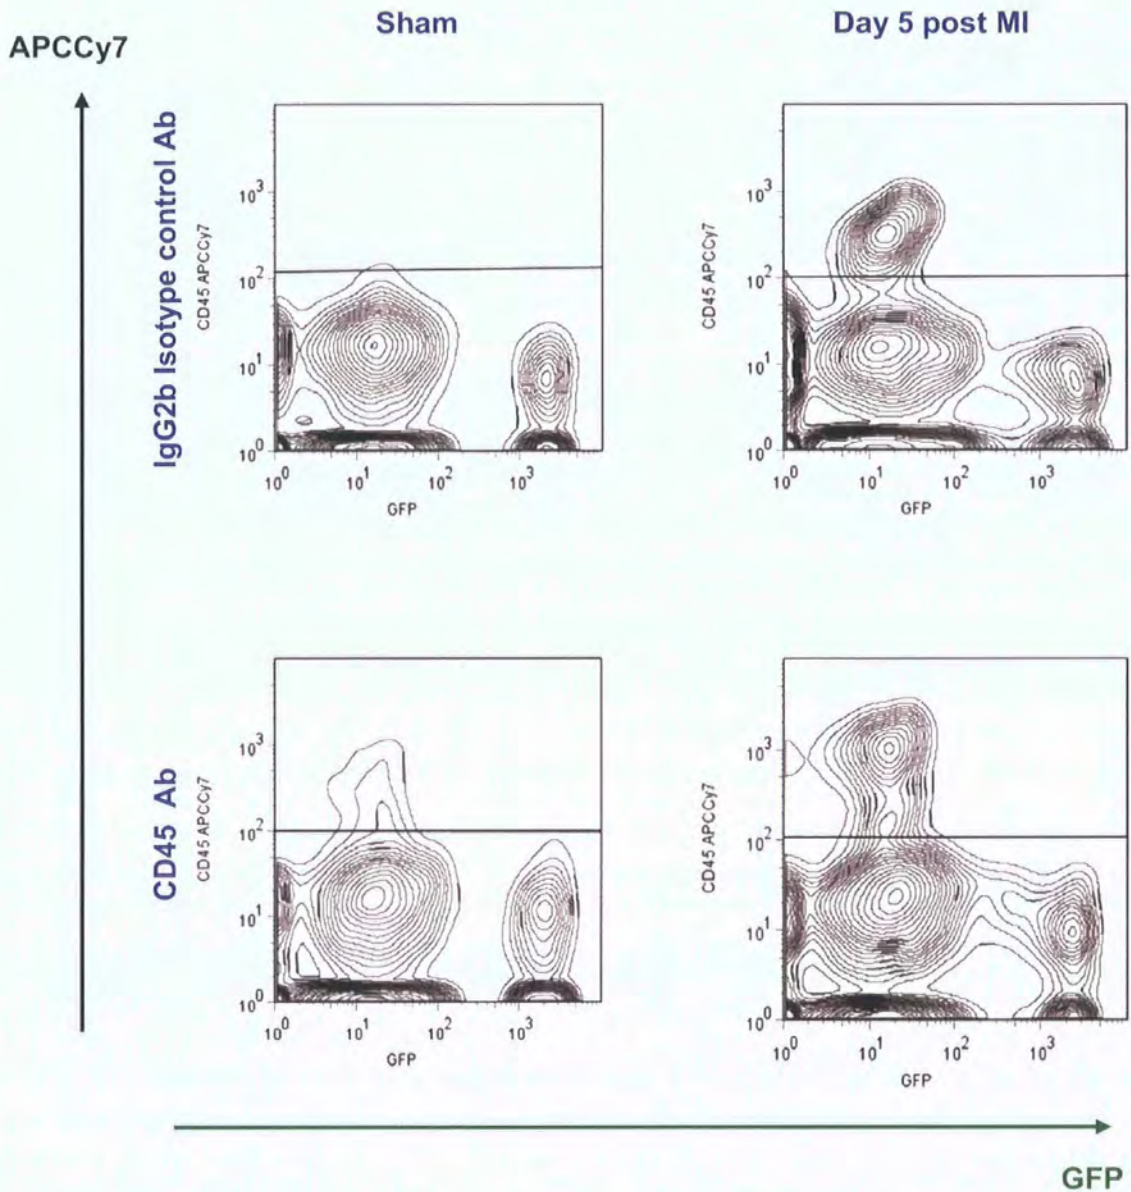 Sham
Day 5 post MI
APCCy7
IgG2b Isotype control Ab
CD45 APCCy7
10³
10²
10¹
10⁰
10⁰ 10¹ 10² 10³
GFP
CD45 APCCy7
10³
10²
10¹
10⁰
10⁰ 10¹ 10² 10³
GFP
CD45 Ab
CD45 APCCy7
10³
10²
10¹
10⁰
10⁰ 10¹ 10² 10³
GFP
CD45 APCCy7
10³
10²
10¹
10⁰
10⁰ 10¹ 10² 10³
GFP
GFP